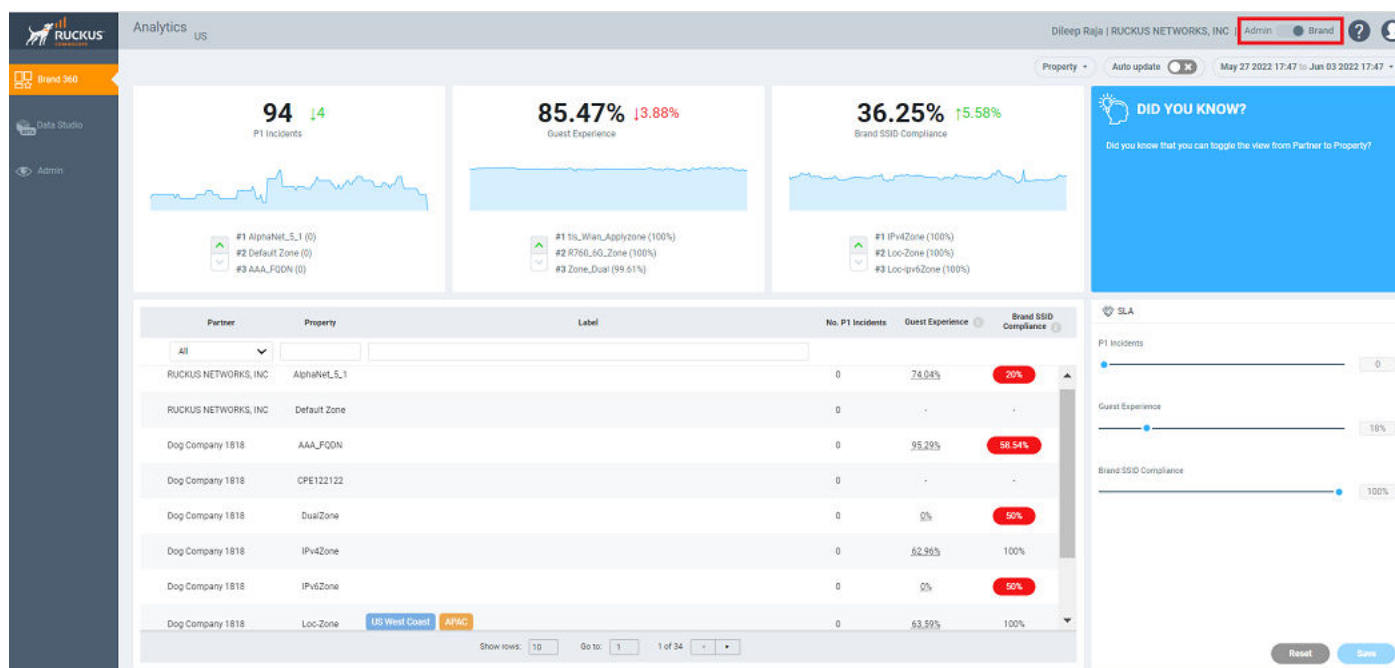 RUCKUS
COMMSCOPE
Analytics US
Dileep Raja | RUCKUS NETWORKS, INC | Admin Brand ?
Brand 360
Data Studio
Admin
Property
Auto update
May 27 2022 17:47 to Jun 03 2022 17:47
94 ↓4
P1 Incidents
#1 AlphaNet_5_1 (0)
#2 Default Zone (0)
#3 AAA_FQDN (0)
85.47% ↓3.88%
Guest Experience
#1 tis_Wlan_Applyzone (100%)
#2 R760_6G_Zone (100%)
#3 Zone_Dual (99.61%)
36.25% ↑5.58%
Brand SSID Compliance
#1 IPv4Zone (100%)
#2 Loc-Zone (100%)
#3 Loc-ipv6Zone (100%)
DID YOU KNOW?
Did you know that you can toggle the view from Partner to Property?
Partner Property Label No. P1 Incidents Guest Experience Brand SSID Compliance
All
RUCKUS NETWORKS, INC AlphaNet_5_1 0 74.04% 20%
RUCKUS NETWORKS, INC Default Zone 0 - -
Dog Company 1818 AAA_FQDN 0 95.29% 58.54%
Dog Company 1818 CPE122122 0 - -
Dog Company 1818 DualZone 0 0% 50%
Dog Company 1818 IPv4Zone 0 62.96% 100%
Dog Company 1818 IPv6Zone 0 0% 50%
Dog Company 1818 Loc-Zone US West Coast APAC 0 63.59% 100%
Show rows: 10 Go to: 1 1 of 34
SLA
P1 Incidents
0
Guest Experience
18%
Brand SSID Compliance
100%
Reset Save